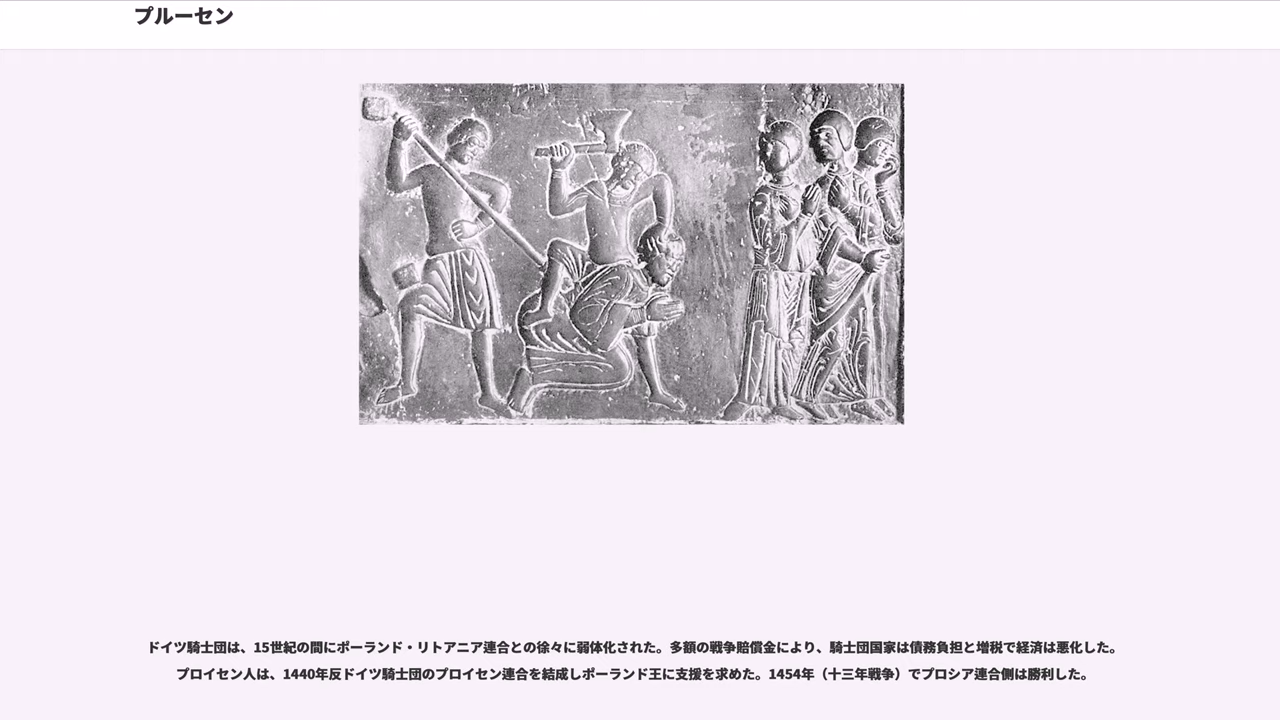 プルーセン
ドイツ騎士団は、15世紀の間にポーランド・リトアニア連合との徐々に弱体化された。多額の戦争賠償金により、騎士団国家は債務負担と増税で経済は悪化した。
プロイセン人は、1440年反ドイツ騎士団のプロイセン連合を結成しポーランド王に支援を求めた。1454年（十三年戦争）でプロシア連合側は勝利した。